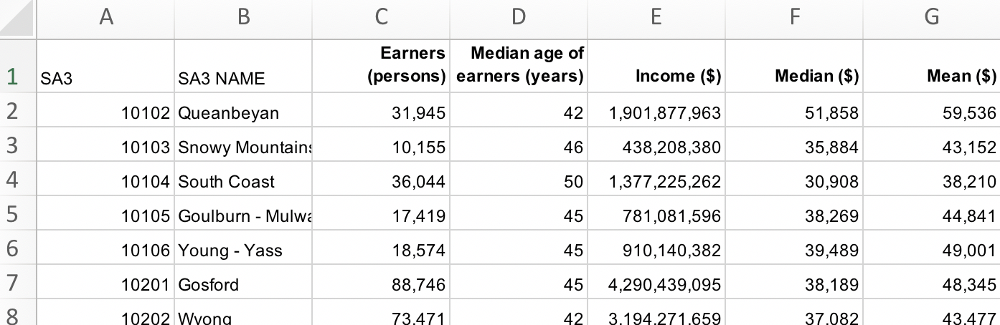 A B C D E F G
1 SA3 SA3 NAME Earners (persons) Median age of earners (years) Income ($) Median ($) Mean ($)
2 10102 Queanbeyan 31,945 42 1,901,877,963 51,858 59,536
3 10103 Snowy Mountains 10,155 46 438,208,380 35,884 43,152
4 10104 South Coast 36,044 50 1,377,225,262 30,908 38,210
5 10105 Goulburn - Mulwa 17,419 45 781,081,596 38,269 44,841
6 10106 Young - Yass 18,574 45 910,140,382 39,489 49,001
7 10201 Gosford 88,746 45 4,290,439,095 38,189 48,345
8 10202 Wyong 73,471 42 3,194,271,659 37,082 43,477